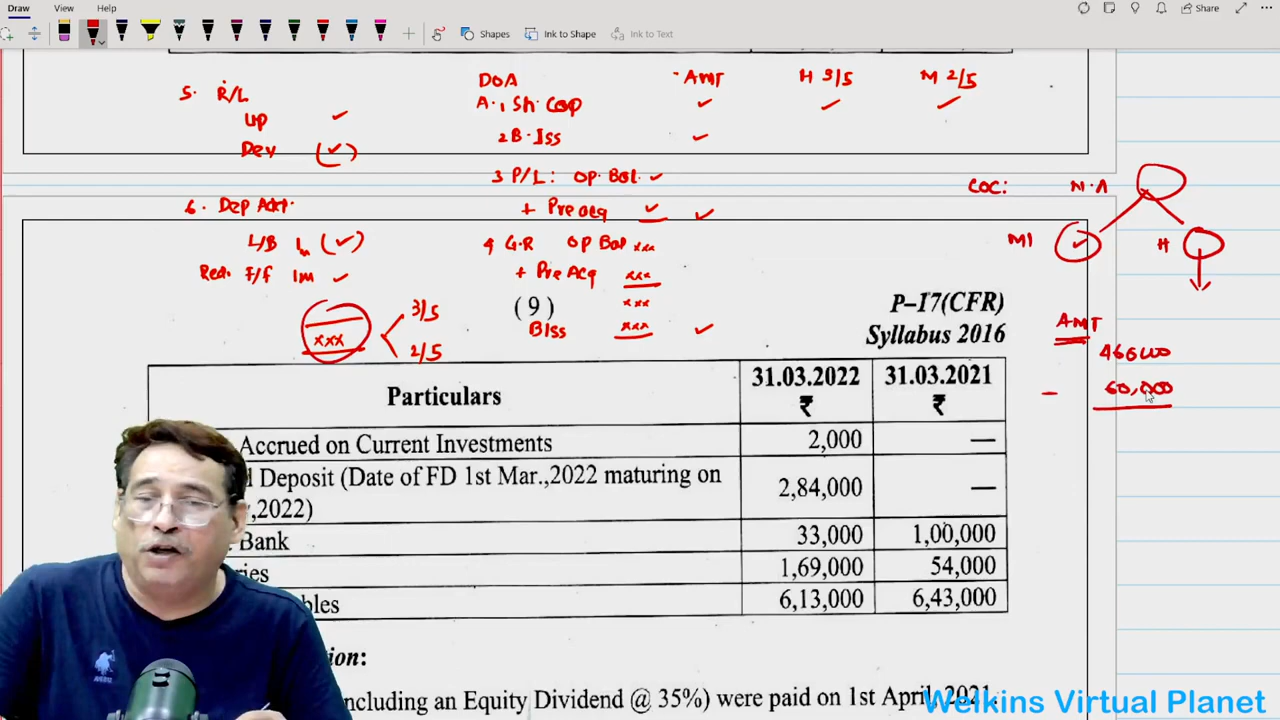 Draw View Help
Share
Shapes Ink to Shape Ink to Text
5. R/L
Up
Dev (✓)
6. Dep Adj.
L/B 1m (✓)
Red. F/F 1m
xxx
3/5
2/5
DOA AMT H 3/5 M 2/5
A. 1 Sh. Cap
2 B. Iss
3 P/L: Op. Bal.
+ Pre acq
4 G.R Op Bal xxx
+ Pre Acq xxx
xxx
B Iss xxx
COC: N.A
MI H
AMT
466000
- 60,000
(9)
P–17(CFR)
Syllabus 2016
Particulars 31.03.2022 ₹ 31.03.2021 ₹
Accrued on Current Investments 2,000 —
Deposit (Date of FD 1st Mar.,2022 maturing on
,2022) 2,84,000 —
Bank 33,000 1,00,000
ries 1,69,000 54,000
bles 6,13,000 6,43,000
ion:
ncluding an Equity Dividend @ 35%) were paid on 1st April, 2021.
Welkins Virtual Planet